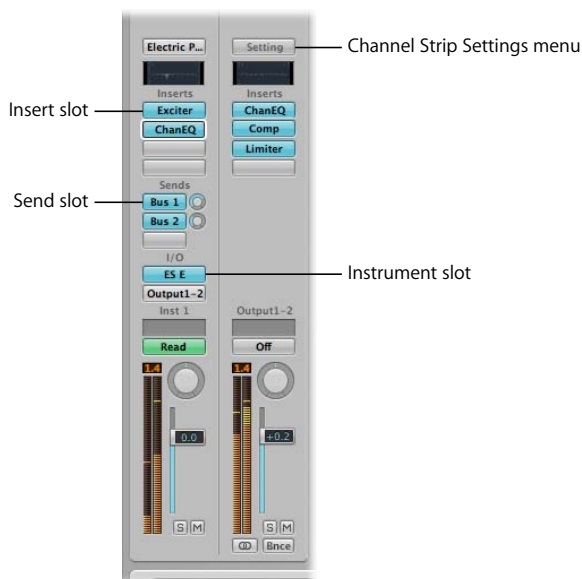 Electric P...
Setting
Channel Strip Settings menu
Inserts
Inserts
Insert slot
Exciter
ChanEQ
ChanEQ
Comp
Limiter
Sends
Send slot
Bus 1
Bus 2
I/O
ES E
Instrument slot
Output1-2
Inst 1
Output1-2
Read
Off
1.4
1.4
0.0
+0.2
S M
S M
Bnce